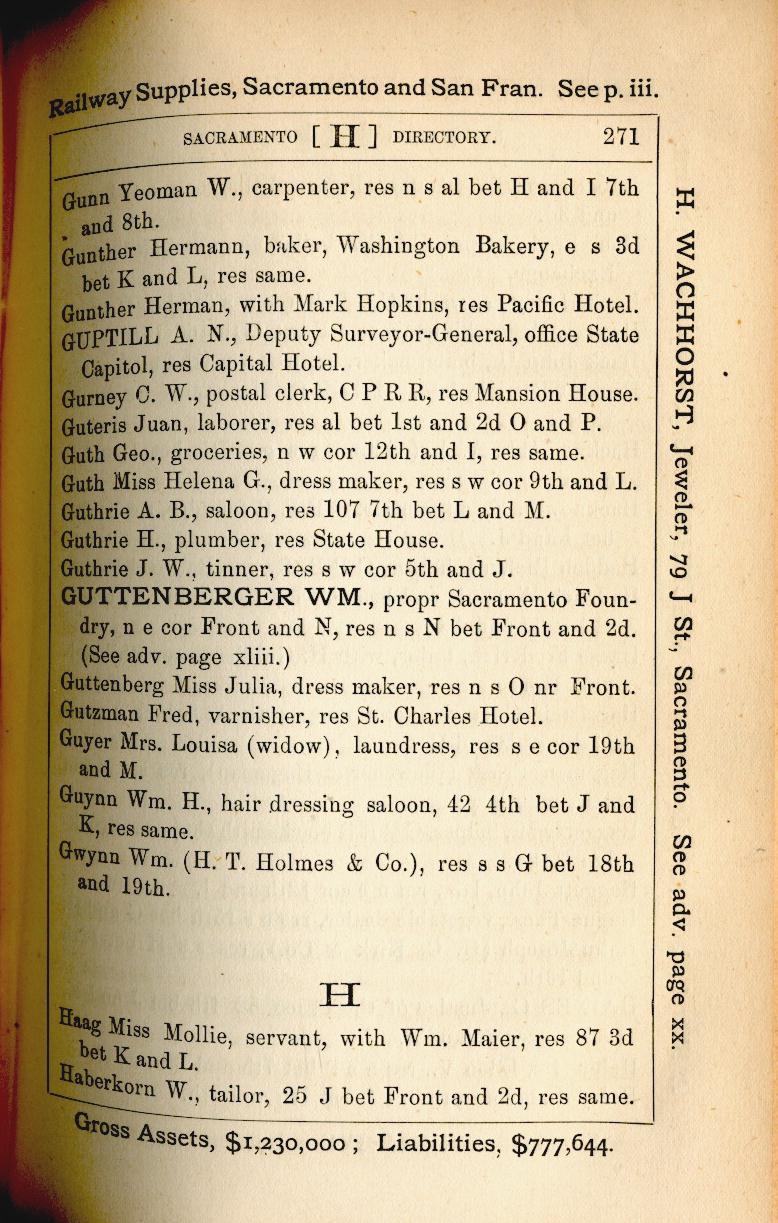 Railway Supplies, Sacramento and San Fran. See p. iii.
SACRAMENTO [ H ] DIRECTORY. 271
Gunn Yeoman W., carpenter, res n s al bet H and I 7th
and 8th.
Gunther Hermann, baker, Washington Bakery, e s 3d
bet K and L, res same.
Gunther Herman, with Mark Hopkins, res Pacific Hotel.
GUPTILL A. N., Deputy Surveyor-General, office State
Capitol, res Capital Hotel.
Gurney C. W., postal clerk, C P R R, res Mansion House.
Guteris Juan, laborer, res al bet 1st and 2d O and P.
Guth Geo., groceries, n w cor 12th and I, res same.
Guth Miss Helena G., dress maker, res s w cor 9th and L.
Guthrie A. B., saloon, res 107 7th bet L and M.
Guthrie H., plumber, res State House.
Guthrie J. W., tinner, res s w cor 5th and J.
GUTTENBERGER WM., propr Sacramento Foun-
dry, n e cor Front and N, res n s N bet Front and 2d.
(See adv. page xliii.)
Guttenberg Miss Julia, dress maker, res n s O nr Front.
Gutzman Fred, varnisher, res St. Charles Hotel.
Guyer Mrs. Louisa (widow), laundress, res s e cor 19th
and M.
Guynn Wm. H., hair dressing saloon, 42 4th bet J and
K, res same.
Gwynn Wm. (H. T. Holmes & Co.), res s s G bet 18th
and 19th.
H
Haag Miss Mollie, servant, with Wm. Maier, res 87 3d
bet K and L.
Haberkorn W., tailor, 25 J bet Front and 2d, res same.
Gross Assets, $1,230,000 ; Liabilities, $777,644.
H. WACHHORST, Jeweler, 79 J St., Sacramento. See adv. page xx.